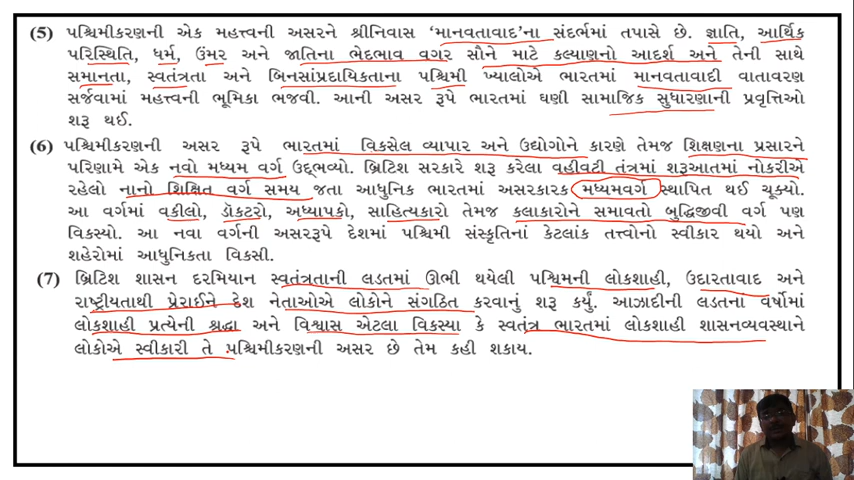 (5) પશ્ચિમીકરણની એક મહત્ત્વની અસરને શ્રીનિવાસ ‘માનવતાવાદ’ના સંદર્ભમાં તપાસે છે. જ્ઞાતિ, આર્થિક
પરિસ્થિતિ, ધર્મ, ઉંમર અને જાતિના ભેદભાવ વગર સૌને માટે કલ્યાણનો આદર્શ અને તેની સાથે
સમાનતા, સ્વતંત્રતા અને બિનસાંપ્રદાયિકતાના પશ્ચિમી ખ્યાલોએ ભારતમાં માનવતાવાદી વાતાવરણ
સર્જવામાં મહત્ત્વની ભૂમિકા ભજવી. આની અસર રૂપે ભારતમાં ઘણી સામાજિક સુધારણાની પ્રવૃત્તિઓ
શરૂ થઈ.
(6) પશ્ચિમીકરણની અસર રૂપે ભારતમાં વિકસેલ વ્યાપાર અને ઉદ્યોગોને કારણે તેમજ શિક્ષણના પ્રસારને
પરિણામે એક નવો મધ્યમ વર્ગ ઉદ્ભવ્યો. બ્રિટિશ સરકારે શરૂ કરેલા વહીવટી તંત્રમાં શરૂઆતમાં નોકરીએ
રહેલો નાનો શિક્ષિત વર્ગ સમય જતા આધુનિક ભારતમાં અસરકારક મધ્યમવર્ગ સ્થાપિત થઈ ચૂક્યો.
આ વર્ગમાં વકીલો, ડૉકટરો, અધ્યાપકો, સાહિત્યકારો તેમજ કલાકારોને સમાવતો બુદ્ધિજીવી વર્ગ પણ
વિકસ્યો. આ નવા વર્ગની અસરરૂપે દેશમાં પશ્ચિમી સંસ્કૃતિનાં કેટલાંક તત્ત્વોનો સ્વીકાર થયો અને
શહેરોમાં આધુનિકતા વિકસી.
(7) બ્રિટિશ શાસન દરમિયાન સ્વતંત્રતાની લડતમાં ઊભી થયેલી પશ્ચિમની લોકશાહી, ઉદારતાવાદ અને
રાષ્ટ્રીયતાથી પ્રેરાઈને દેશ નેતાઓએ લોકોને સંગઠિત કરવાનું શરૂ કર્યું. આઝાદીની લડતના વર્ષોમાં
લોકશાહી પ્રત્યેની શ્રદ્ધા અને વિશ્વાસ એટલા વિકસ્યા કે સ્વતંત્ર ભારતમાં લોકશાહી શાસનવ્યવસ્થાને
લોકોએ સ્વીકારી તે પશ્ચિમીકરણની અસર છે તેમ કહી શકાય.